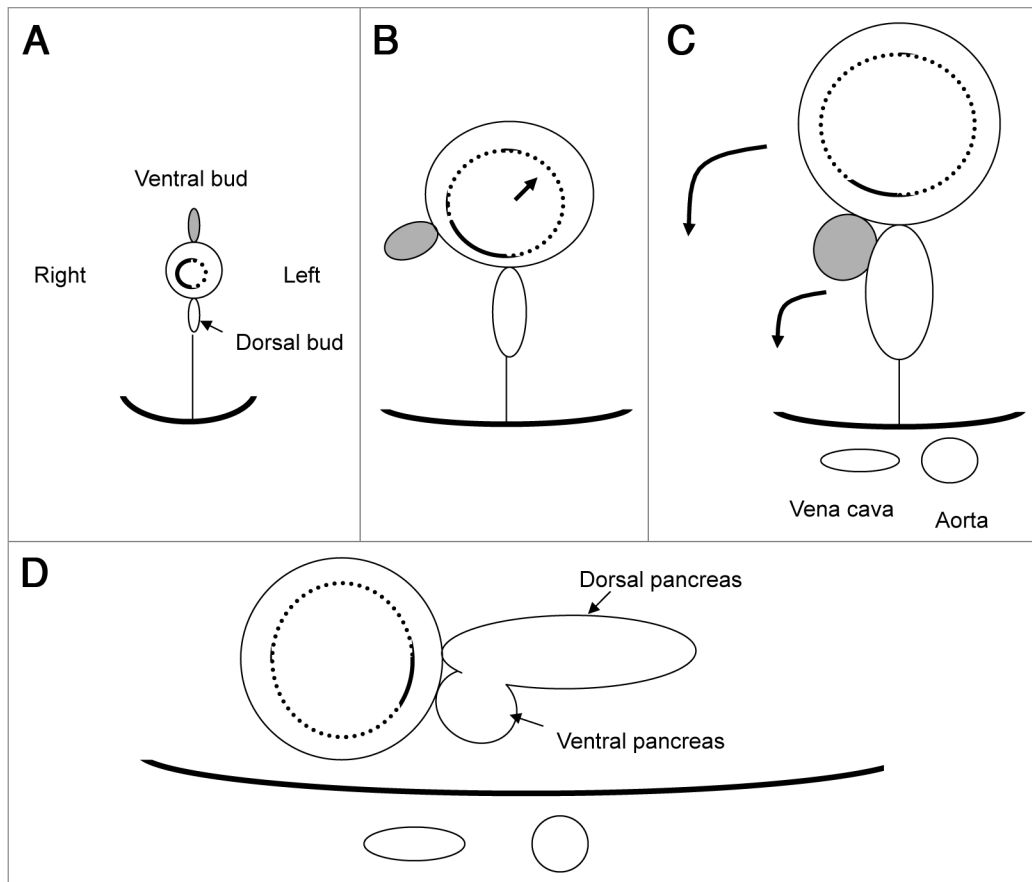 A
Ventral bud
Right
Left
Dorsal bud
B
C
Vena cava
Aorta
D
Dorsal pancreas
Ventral pancreas